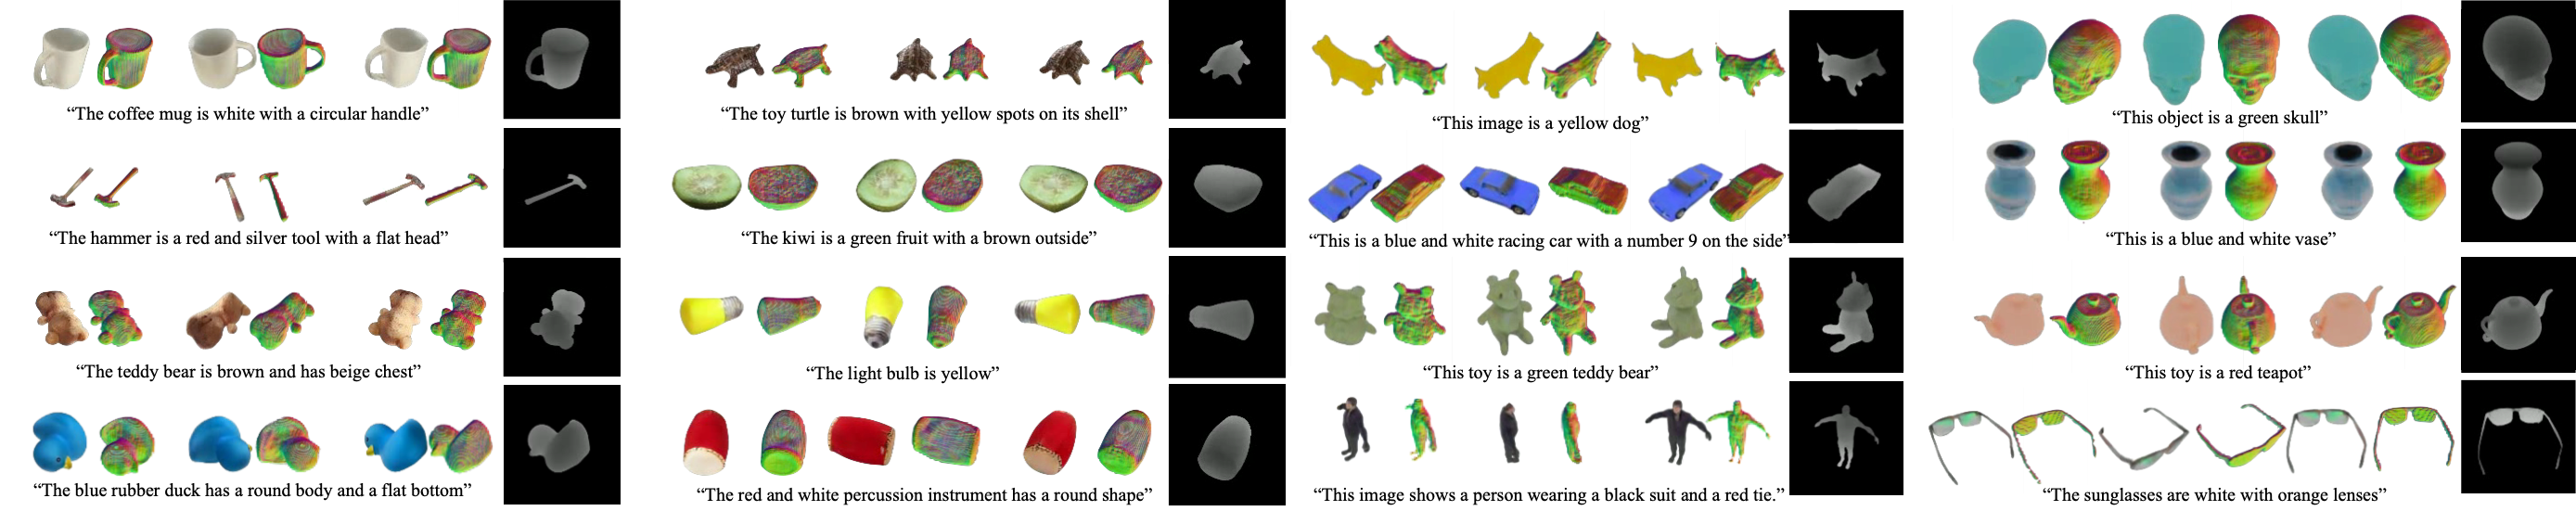 “The coffee mug is white with a circular handle”
“The toy turtle is brown with yellow spots on its shell”
“This image is a yellow dog”
“This object is a green skull”
“The hammer is a red and silver tool with a flat head”
“The kiwi is a green fruit with a brown outside”
“This is a blue and white racing car with a number 9 on the side”
“This is a blue and white vase”
“The teddy bear is brown and has beige chest”
“The light bulb is yellow”
“This toy is a green teddy bear”
“This toy is a red teapot”
“The blue rubber duck has a round body and a flat bottom”
“The red and white percussion instrument has a round shape”
“This image shows a person wearing a black suit and a red tie.”
“The sunglasses are white with orange lenses”